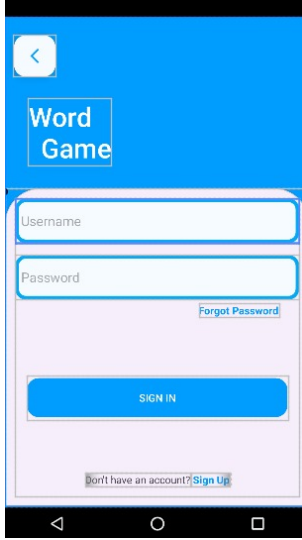 Word
Game
Username
Password
Forgot Password
SIGN IN
Don't have an account? Sign Up